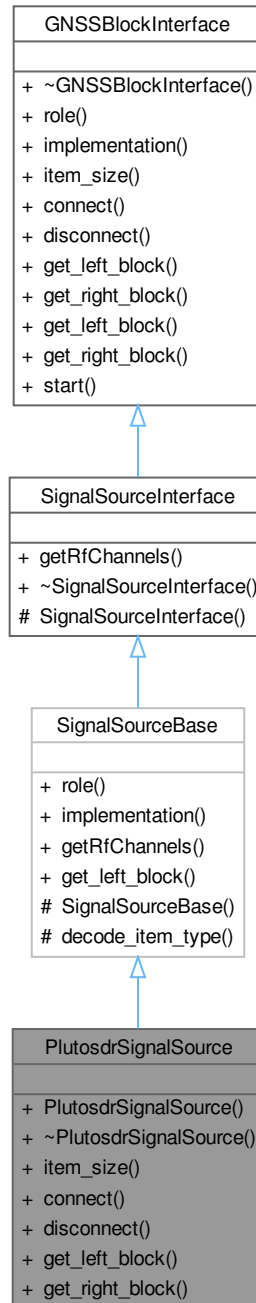 GNSSBlockInterface
+ ~GNSSBlockInterface()
+ role()
+ implementation()
+ item_size()
+ connect()
+ disconnect()
+ get_left_block()
+ get_right_block()
+ get_left_block()
+ get_right_block()
+ start()
SignalSourceInterface
+ getRfChannels()
+ ~SignalSourceInterface()
# SignalSourceInterface()
SignalSourceBase
+ role()
+ implementation()
+ getRfChannels()
+ get_left_block()
# SignalSourceBase()
# decode_item_type()
PlutosdrSignalSource
+ PlutosdrSignalSource()
+ ~PlutosdrSignalSource()
+ item_size()
+ connect()
+ disconnect()
+ get_left_block()
+ get_right_block()